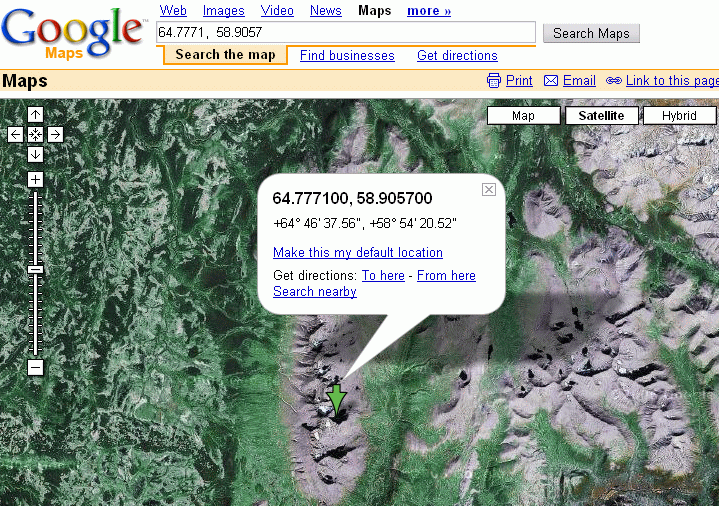 Web Images Video News Maps more »
Google™
Maps
64.7771, 58.9057
Search Maps
Search the map Find businesses Get directions
Maps Print Email Link to this page
Map Satellite Hybrid
64.777100, 58.905700
+64° 46' 37.56", +58° 54' 20.52"
Make this my default location
Get directions: To here - From here
Search nearby